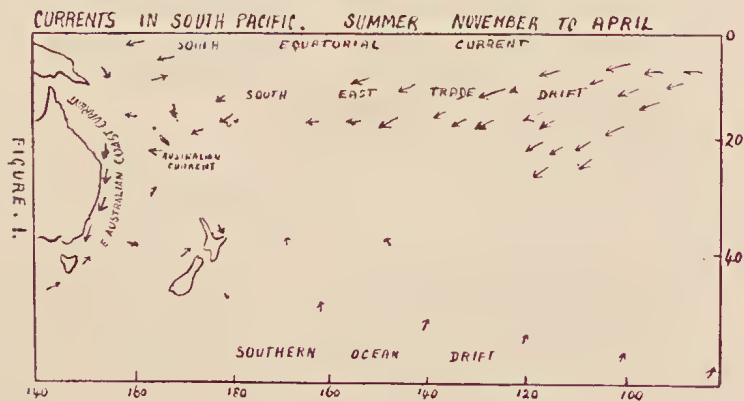 CURRENTS IN SOUTH PACIFIC. SUMMER NOVEMBER TO APRIL
SOUTH EQUATORIAL CURRENT
0
SOUTH EAST TRADE DRIFT
E AUSTRALIAN COAST CURRENT
20
AUSTRALIAN
CURRENT
FIGURE. 1.
40
SOUTHERN OCEAN DRIFT
140 160 180 160 140 120 100